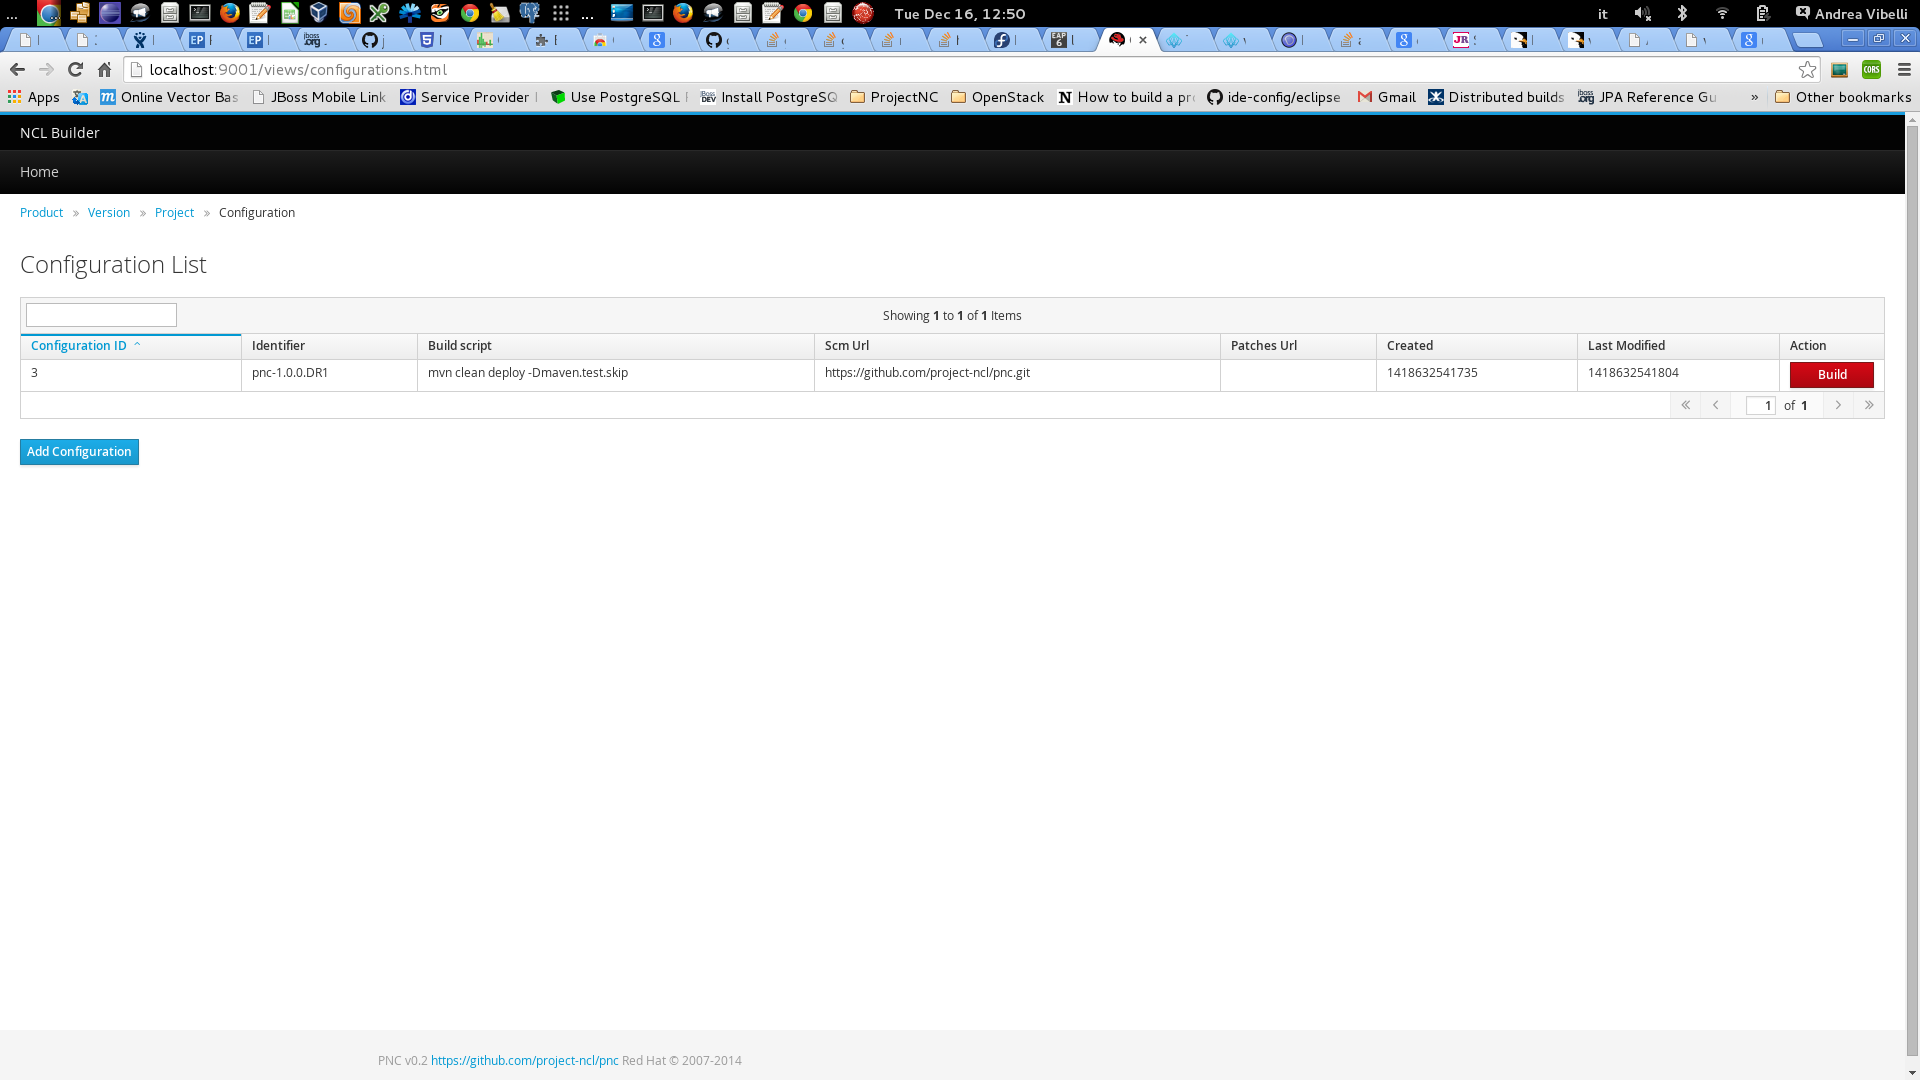 ... ... Tue Dec 16, 12:50 it Andrea Vibelli
localhost:9001/views/configurations.html
Apps Online Vector Bas JBoss Mobile Link Service Provider Use PostgreSQL Install PostgreSQ ProjectNC OpenStack How to build a pr ide-config/eclipse Gmail Distributed builds JPA Reference Gu » Other bookmarks
NCL Builder
Home
Product » Version » Project » Configuration
Configuration List
Showing 1 to 1 of 1 Items
Configuration ID Identifier Build script Scm Url Patches Url Created Last Modified Action
3 pnc-1.0.0.DR1 mvn clean deploy -Dmaven.test.skip https://github.com/project-ncl/pnc.git 1418632541735 1418632541804 Build
1 of 1
Add Configuration
PNC v0.2 https://github.com/project-ncl/pnc Red Hat © 2007-2014